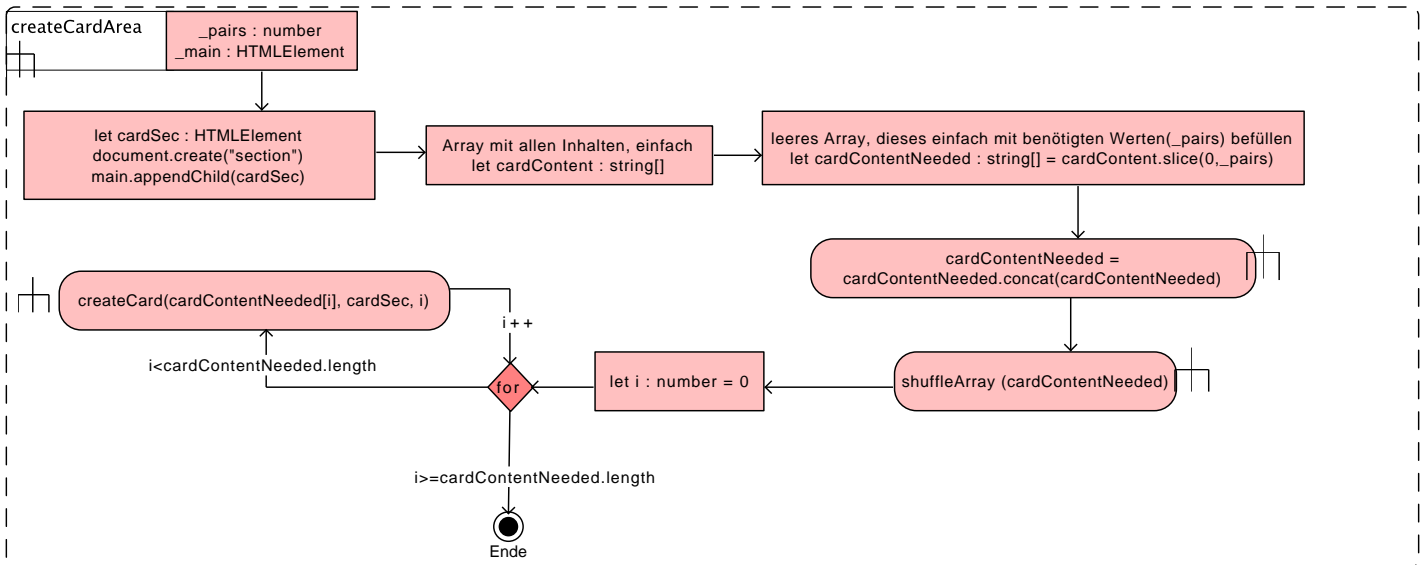 createCardArea
_pairs : number
_main : HTMLElement
let cardSec : HTMLElement
document.create("section")
main.appendChild(cardSec)
Array mit allen Inhalten, einfach
let cardContent : string[]
leeres Array, dieses einfach mit benötigten Werten(_pairs) befüllen
let cardContentNeeded : string[] = cardContent.slice(0,_pairs)
cardContentNeeded =
cardContentNeeded.concat(cardContentNeeded)
shuffleArray (cardContentNeeded)
let i : number = 0
for
i++
createCard(cardContentNeeded[i], cardSec, i)
i<cardContentNeeded.length
i>=cardContentNeeded.length
Ende